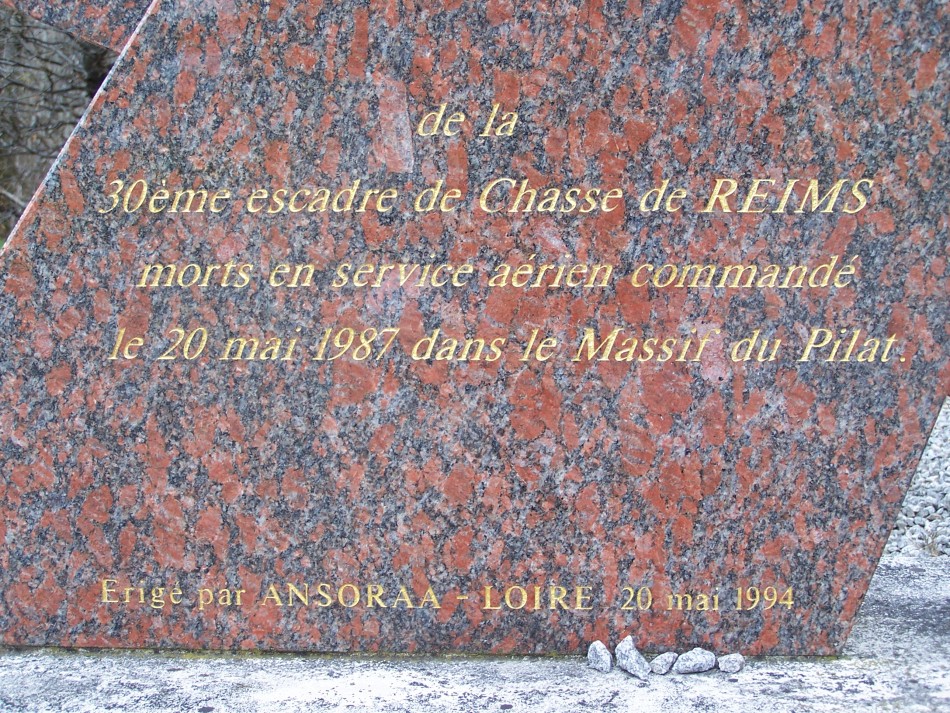 de la
30ème escadre de Chasse de REIMS
morts en service aérien commandé
le 20 mai 1987 dans le Massif du Pilat.
Erigé par ANSORAA - LOIRE 20 mai 1994